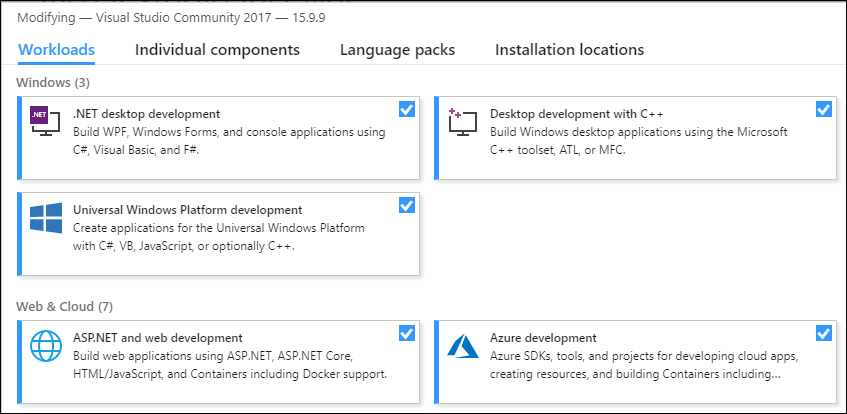 Modifying — Visual Studio Community 2017 — 15.9.9
Workloads Individual components Language packs Installation locations
Windows (3)
.NET
.NET desktop development
Build WPF, Windows Forms, and console applications using
C#, Visual Basic, and F#.
Desktop development with C++
Build Windows desktop applications using the Microsoft
C++ toolset, ATL, or MFC.
Universal Windows Platform development
Create applications for the Universal Windows Platform
with C#, VB, JavaScript, or optionally C++.
Web & Cloud (7)
ASP.NET and web development
Build web applications using ASP.NET, ASP.NET Core,
HTML/JavaScript, and Containers including Docker support.
Azure development
Azure SDKs, tools, and projects for developing cloud apps,
creating resources, and building Containers including...